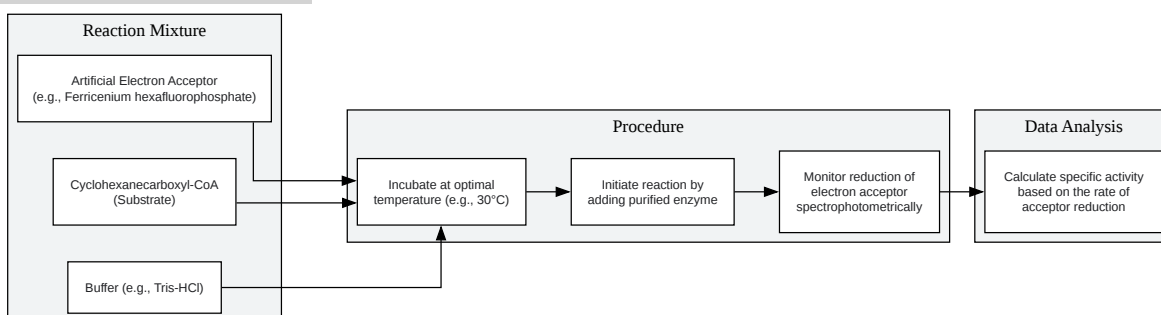 Reaction Mixture
Artificial Electron Acceptor
(e.g., Ferricenium hexafluorophosphate)
Cyclohexanecarboxyl-CoA
(Substrate)
Buffer (e.g., Tris-HCl)
Procedure
Incubate at optimal
temperature (e.g., 30°C)
Initiate reaction by
adding purified enzyme
Monitor reduction of
electron acceptor
spectrophotometrically
Data Analysis
Calculate specific activity
based on the rate of
acceptor reduction